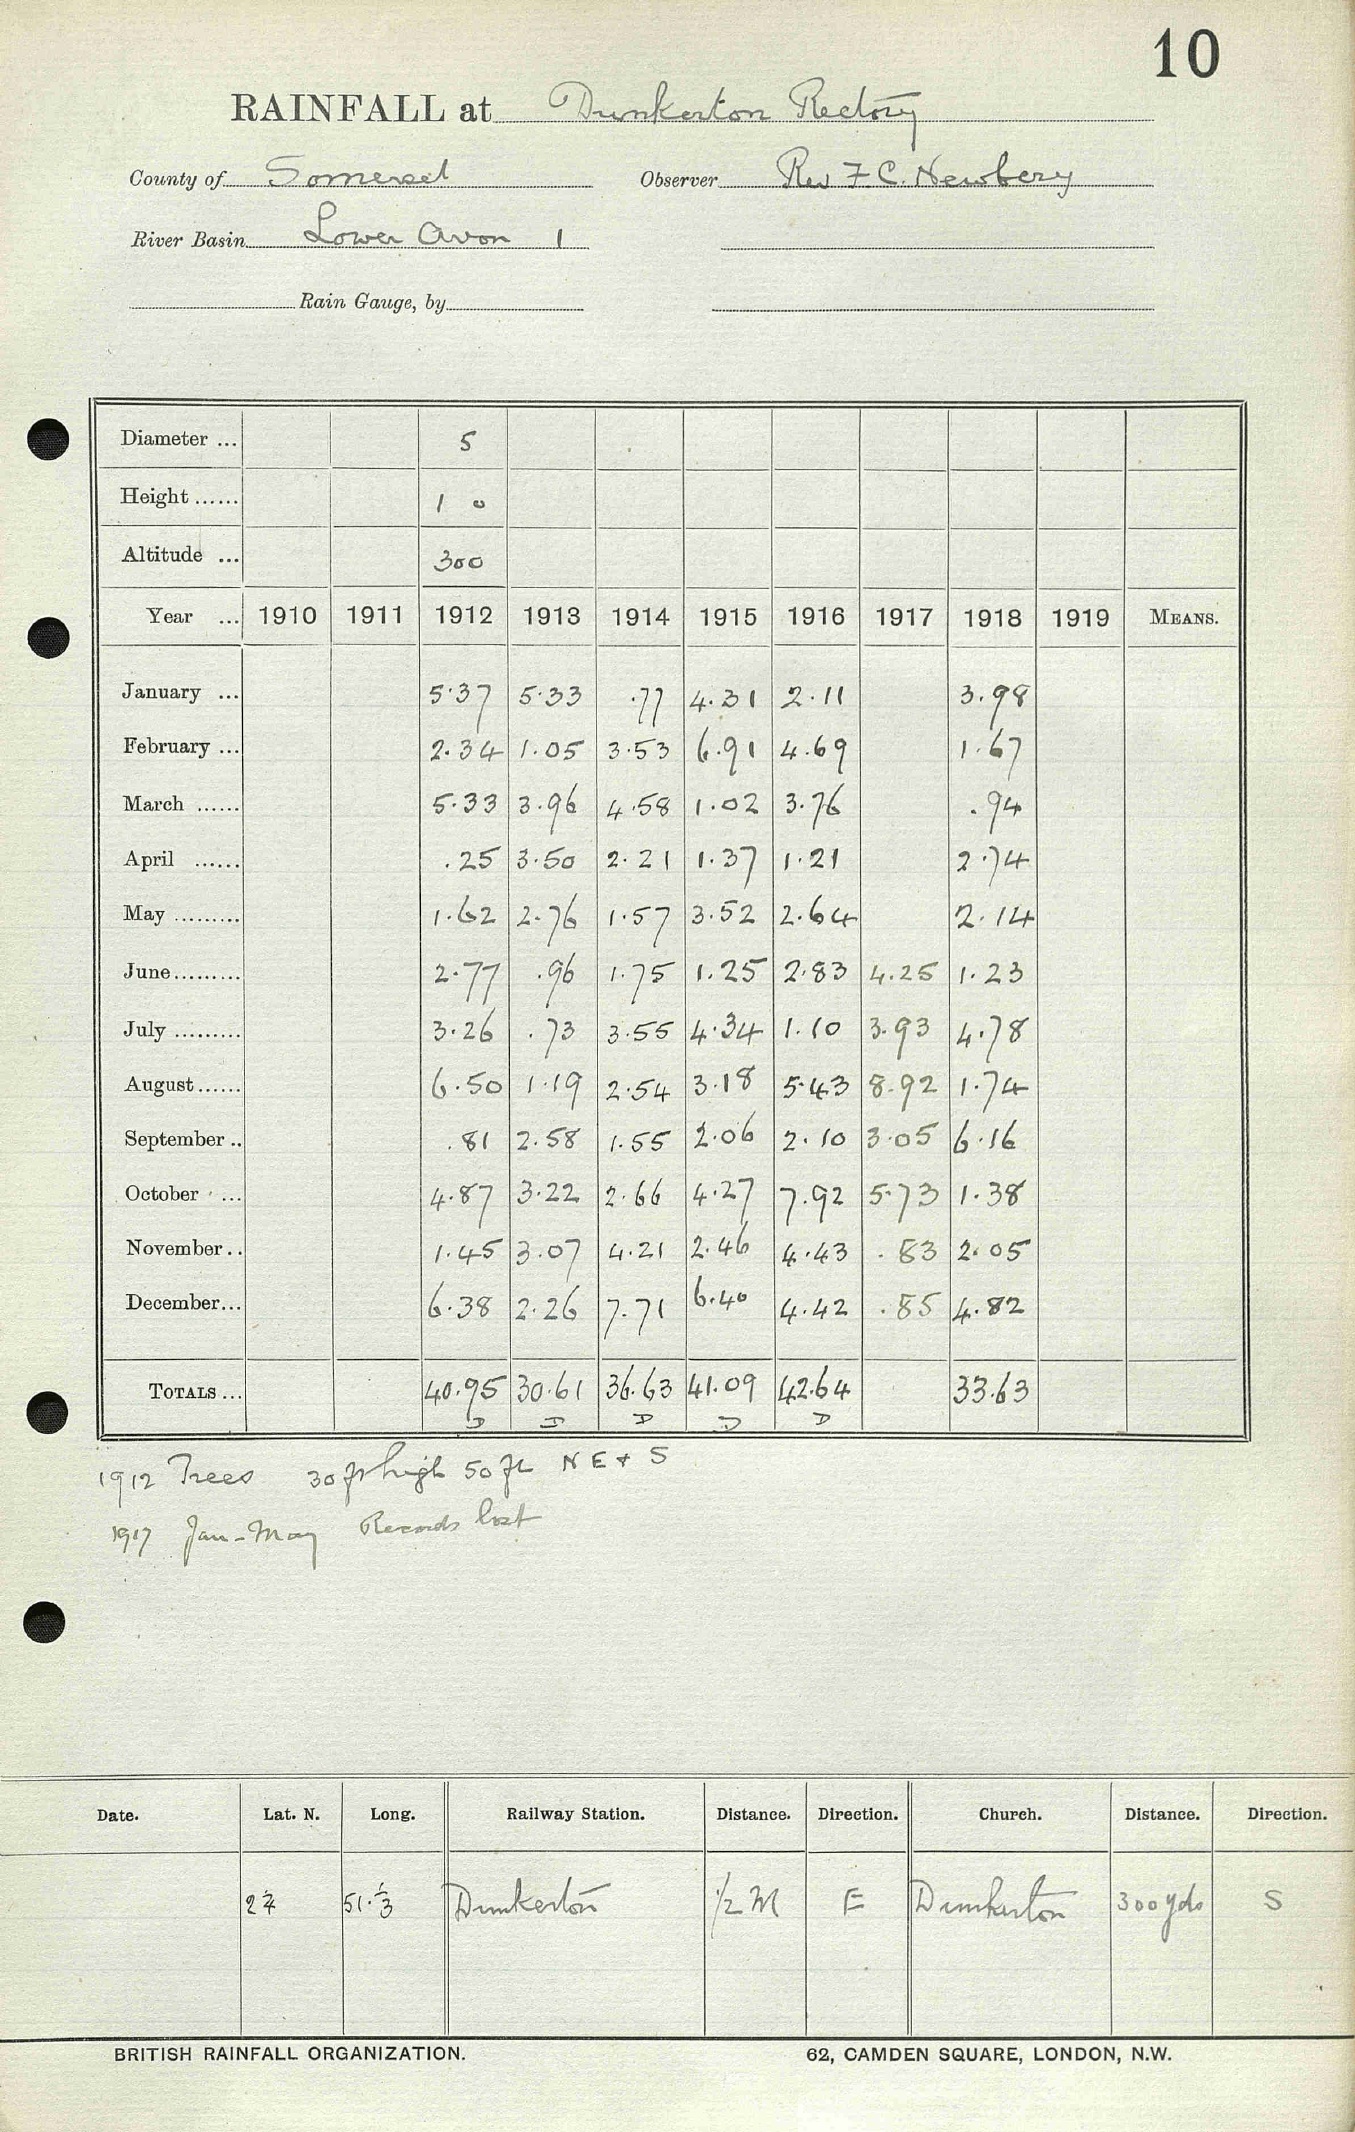 10
RAINFALL at Dunkerton Rectory
County of Somerset Observer Rev F C. Newbery
River Basin Lower Avon 1
Rain Gauge, by
Diameter ... 5
Height ...... 1 0
Altitude ... 300
Year ... 1910 1911 1912 1913 1914 1915 1916 1917 1918 1919 MEANS.
January ... 5.37 5.33 .77 4.31 2.11 3.98
February ... 2.34 1.05 3.53 6.91 4.69 1.67
March ...... 5.33 3.96 4.58 1.02 3.76 .94
April ...... .25 3.50 2.21 1.37 1.21 2.74
May ......... 1.62 2.76 1.57 3.52 2.64 2.14
June ......... 2.77 .96 1.75 1.25 2.83 4.25 1.23
July ......... 3.26 .73 3.55 4.34 1.10 3.93 4.78
August ...... 6.50 1.19 2.54 3.18 5.43 8.92 1.74
September .. .81 2.58 1.55 2.06 2.10 3.05 6.16
October ... 4.87 3.22 2.66 4.27 7.92 5.73 1.38
November .. 1.45 3.07 4.21 2.46 4.43 .83 2.05
December ... 6.38 2.26 7.71 6.40 4.42 .85 4.82
TOTALS ... 40.95 30.61 36.63 41.09 42.64 33.63
D D D D D
1912 Trees 30 ft high 50 ft N E + S
1917 Jan - May Records lost
Date. Lat. N. Long. Railway Station. Distance. Direction. Church. Distance. Direction.
51.⅓ Dunkerton 1/2 M E Dunkerton 300 yds S
BRITISH RAINFALL ORGANIZATION. 62, CAMDEN SQUARE, LONDON, N.W.